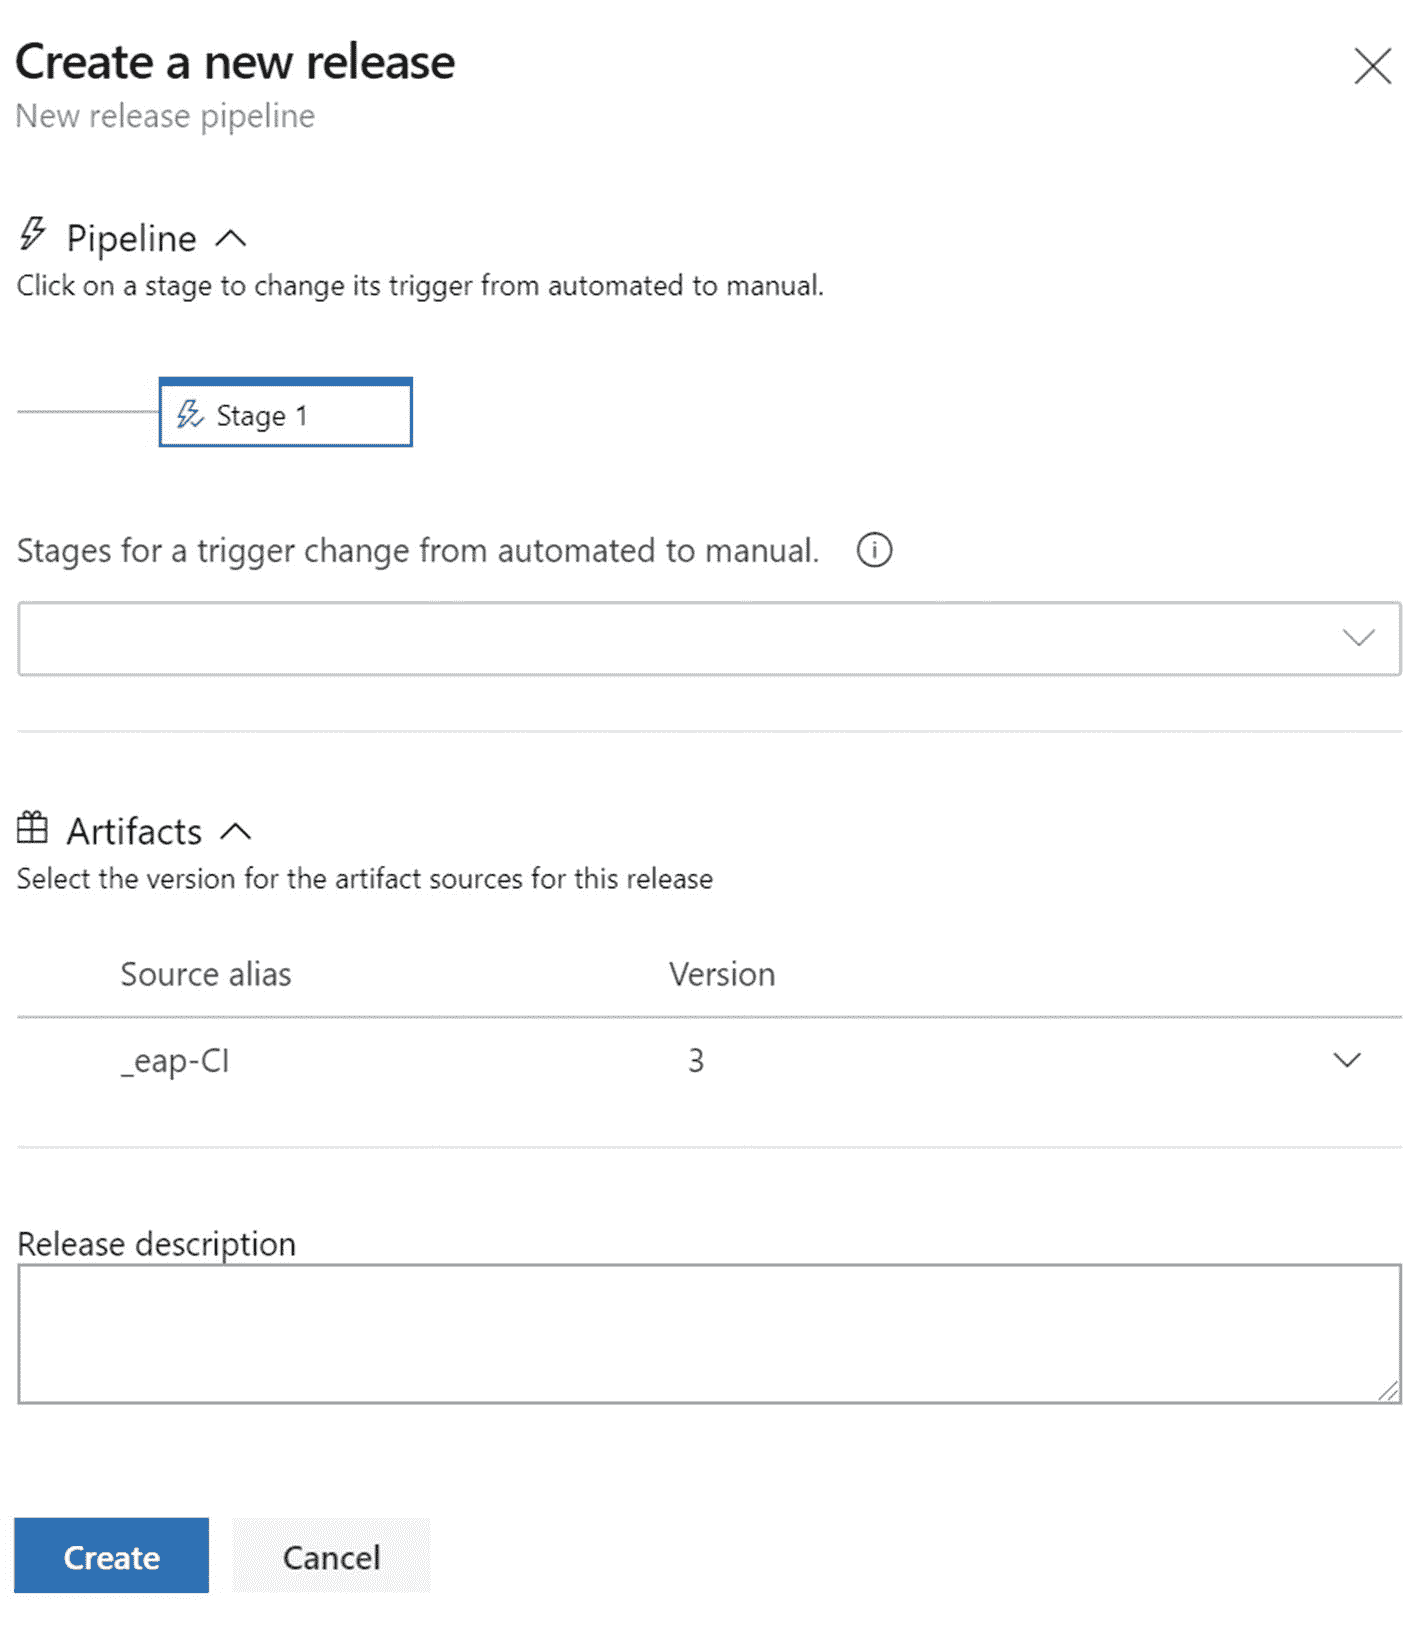 Create a new release
New release pipeline
Pipeline
Click on a stage to change its trigger from automated to manual.
Stage 1
Stages for a trigger change from automated to manual.
Artifacts
Select the version for the artifact sources for this release
Source alias Version
_eap-CI 3
Release description
Create Cancel